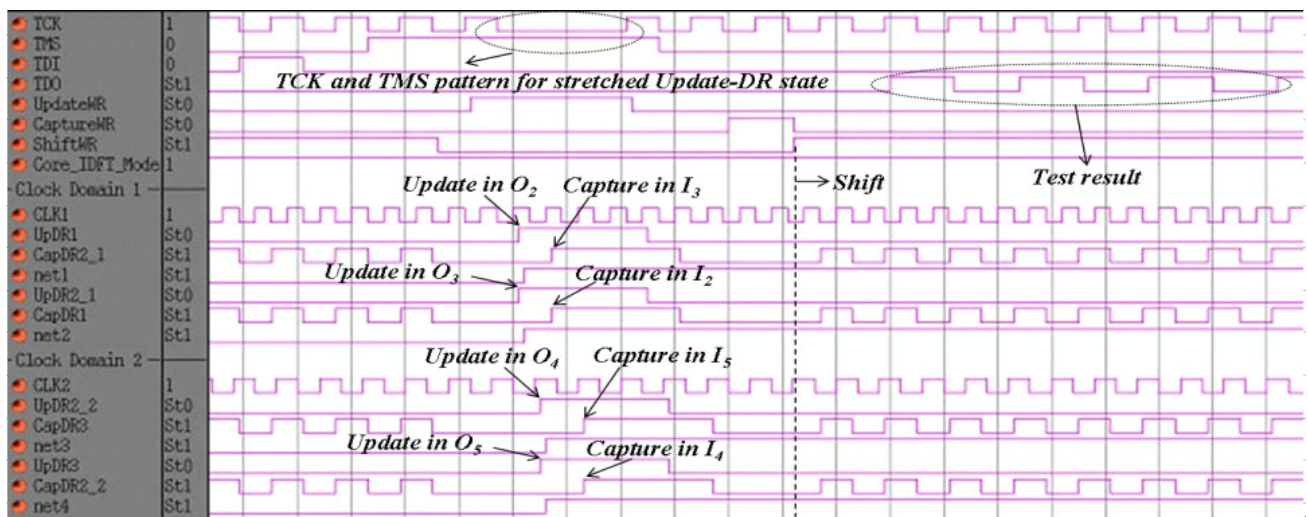 TCK 1
TMS 0
TDI 0
TCK and TMS pattern for stretched Update-DR state
TDO St1
UpdateWR St0
CaptureWR St0
ShiftWR St1
Core_IDFT_Mode 1
Shift
Test result
Clock Domain 1
Update in O2 Capture in I3
CLK1 1
UpDR1 St0
CapDR2_1 St1
net1 St1
Update in O3 Capture in I2
UpDR2_1 St0
CapDR1 St1
net2 St1
Clock Domain 2
Update in O4 Capture in I5
CLK2 1
UpDR2_2 St0
CapDR3 St1
net3 St1
Update in O5 Capture in I4
UpDR3 St0
CapDR2_2 St1
net4 St1